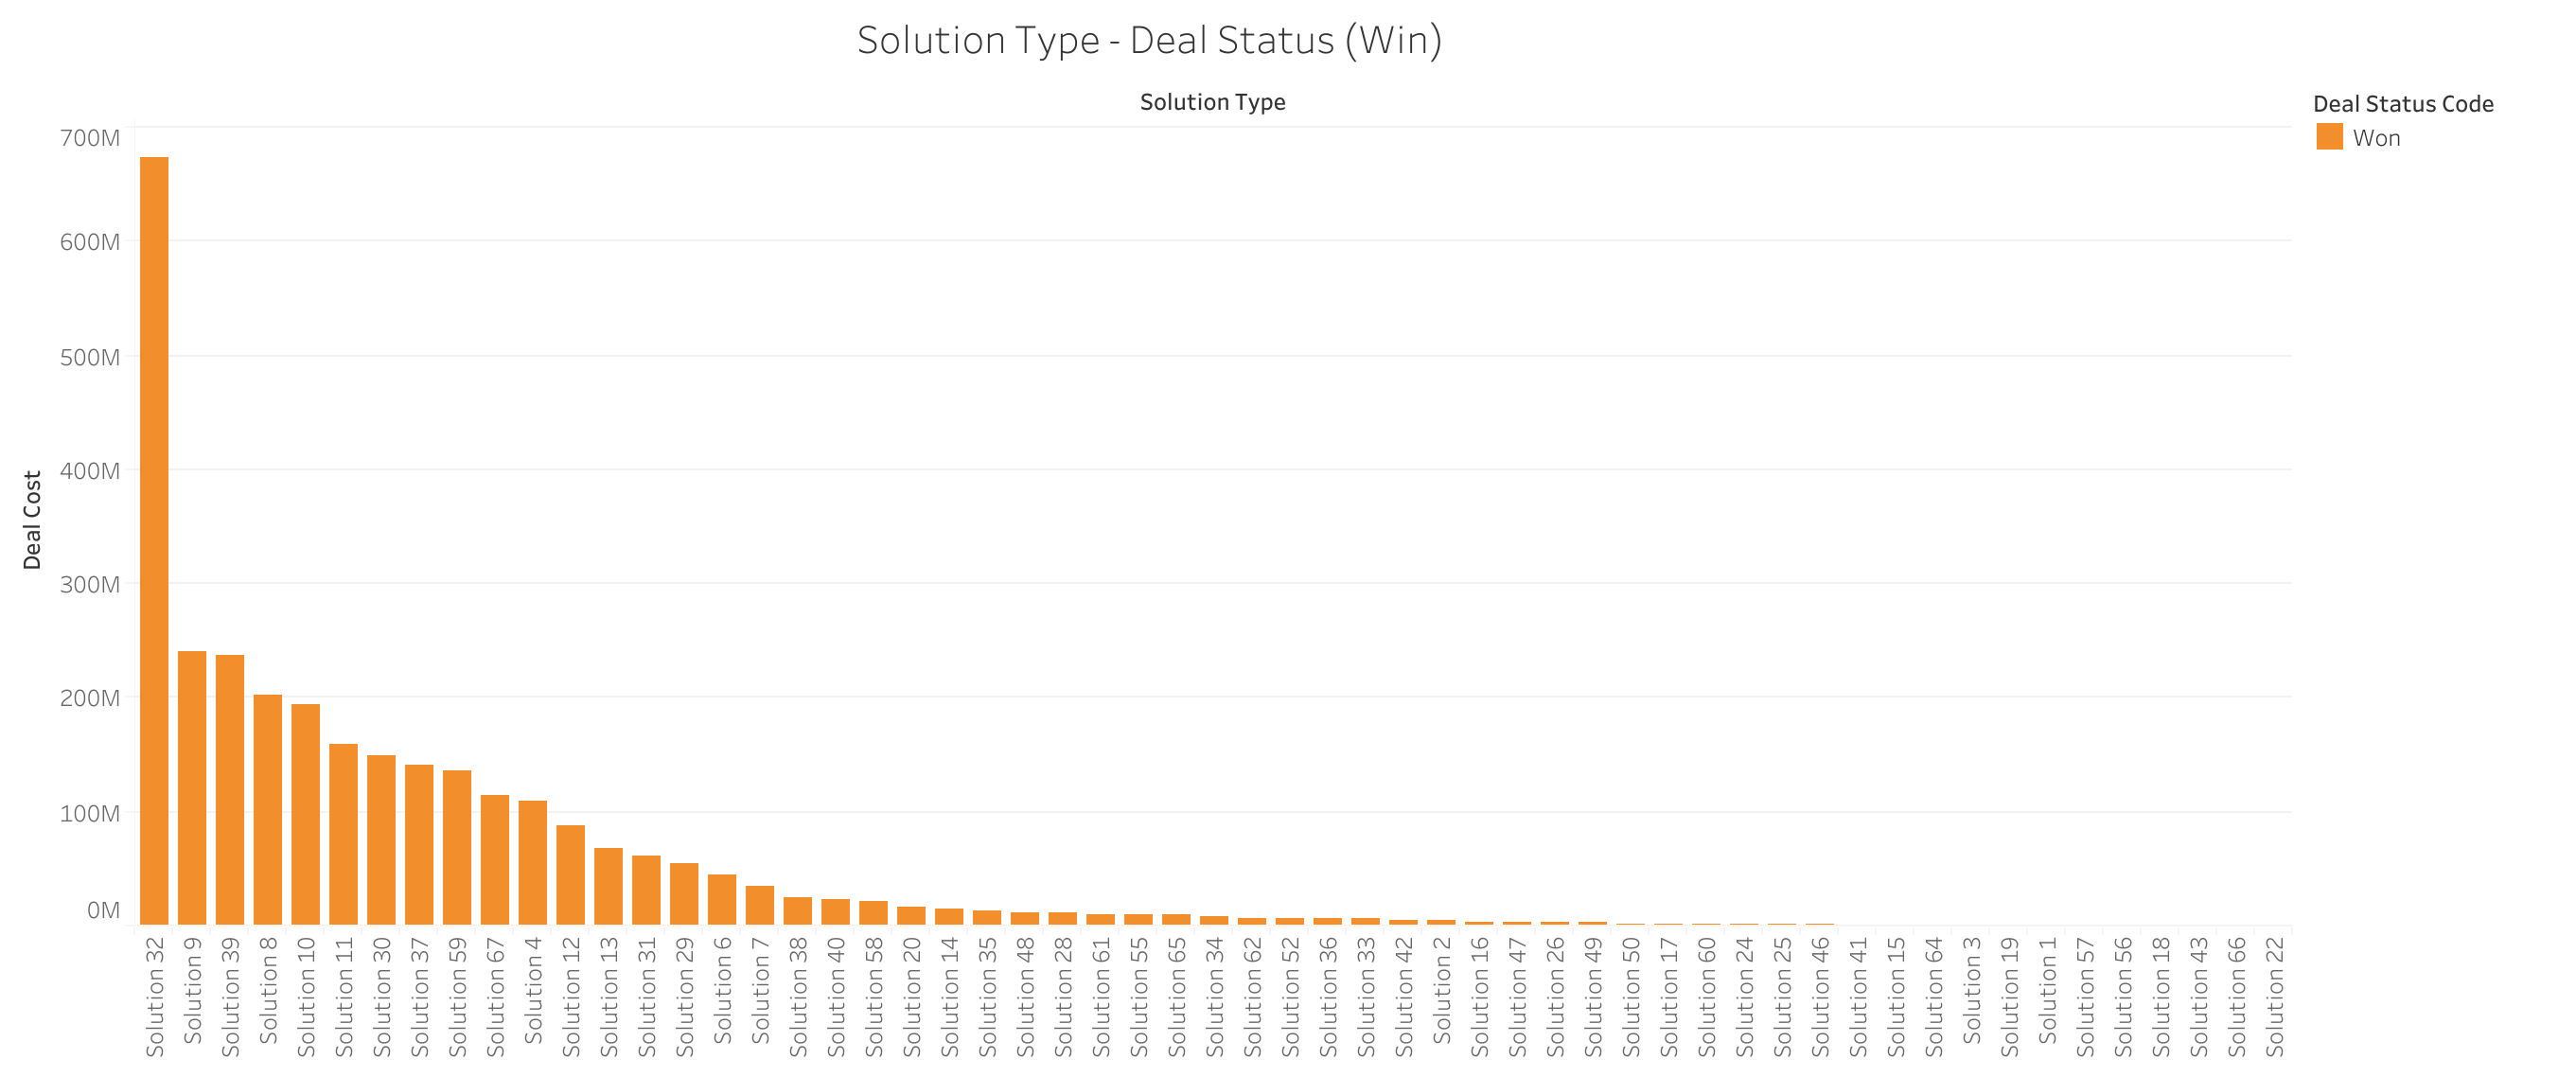 Solution Type - Deal Status (Win)
Solution Type
Deal Status Code
Won
Deal Cost
700M
600M
500M
400M
300M
200M
100M
0M
Solution 32
Solution 9
Solution 39
Solution 8
Solution 10
Solution 11
Solution 30
Solution 37
Solution 59
Solution 67
Solution 4
Solution 12
Solution 13
Solution 31
Solution 29
Solution 6
Solution 7
Solution 38
Solution 40
Solution 58
Solution 20
Solution 14
Solution 35
Solution 48
Solution 28
Solution 61
Solution 55
Solution 65
Solution 34
Solution 62
Solution 52
Solution 36
Solution 33
Solution 42
Solution 2
Solution 16
Solution 47
Solution 26
Solution 49
Solution 50
Solution 17
Solution 60
Solution 24
Solution 25
Solution 46
Solution 41
Solution 15
Solution 64
Solution 3
Solution 19
Solution 1
Solution 57
Solution 56
Solution 18
Solution 43
Solution 66
Solution 22